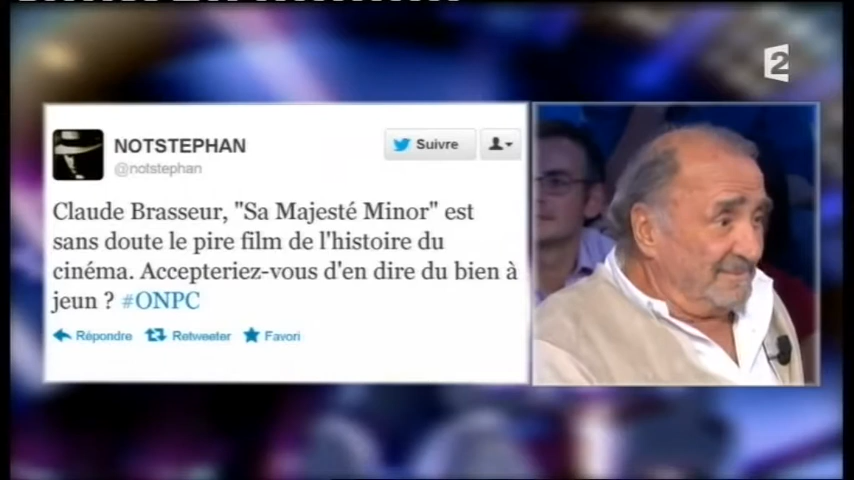 2
NOTSTEPHAN
@notstephan
Suivre
Claude Brasseur, "Sa Majesté Minor" est
sans doute le pire film de l'histoire du
cinéma. Accepteriez-vous d'en dire du bien à
jeun ? #ONPC
Répondre Retweeter Favori